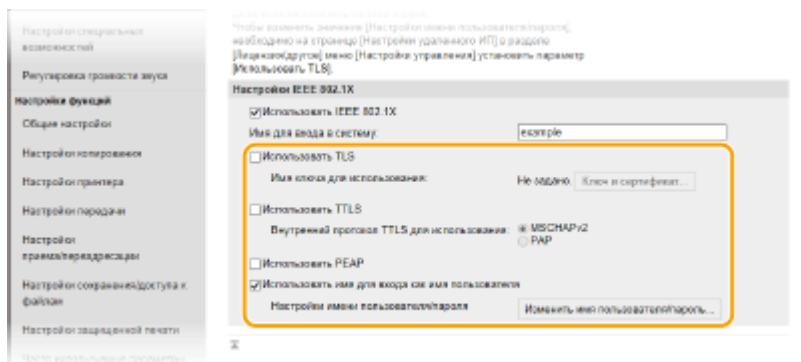 Настройки специальных
возможностей
Регулировка громкости звука
Настройки функций
Общие настройки
Настройки копирования
Настройки принтера
Настройки передачи
Настройки
приема/переадресации
Настройки сохранения/доступа к
файлам
Настройки защищенной печати
Часто используемые параметры
Чтобы изменить значение [Настройки имени пользователя/пароля],
необходимо на странице [Настройки удаленного ИП] в разделе
[Лицензия/другое] меню [Настройки управления] установить параметр
[Использовать TLS].
Настройки IEEE 802.1X
Использовать IEEE 802.1X
Имя для входа в систему: example
Использовать TLS
Имя ключа для использования: Не задано. Ключ и сертификат...
Использовать TTLS
Внутренний протокол TTLS для использования: MSCHAPv2
PAP
Использовать PEAP
Использовать имя для входа как имя пользователя
Настройки имени пользователя/пароля Изменить имя пользователя/пароль...